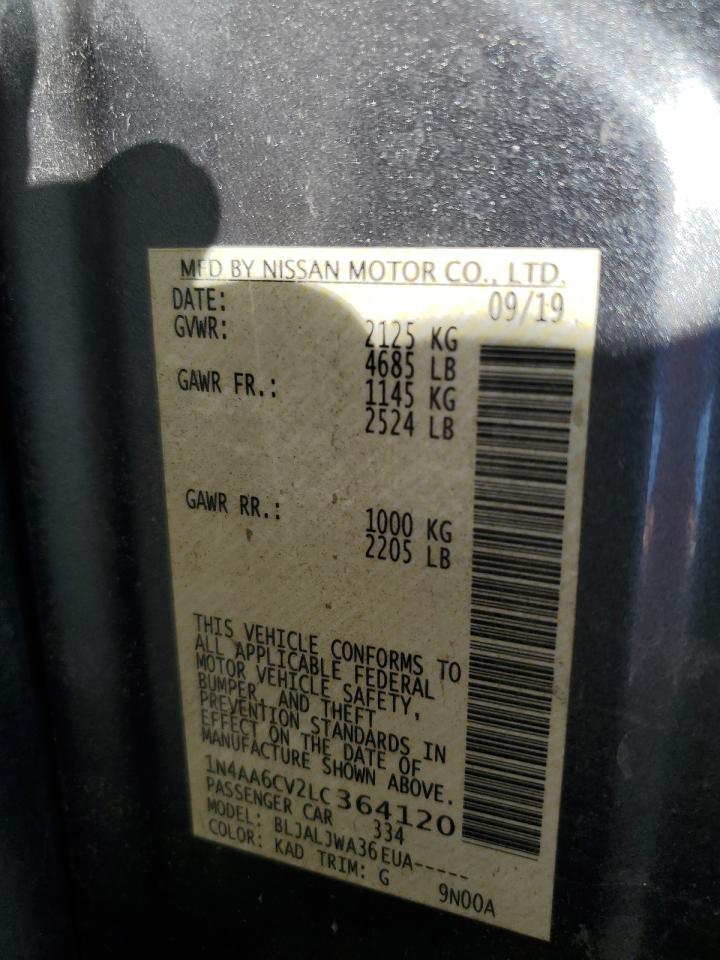 MFD BY NISSAN MOTOR CO., LTD.
DATE: 09/19
GVWR: 2125 KG
4685 LB
GAWR FR.: 1145 KG
2524 LB
GAWR RR.: 1000 KG
2205 LB
THIS VEHICLE CONFORMS TO
ALL APPLICABLE FEDERAL
MOTOR VEHICLE SAFETY,
BUMPER, AND THEFT
PREVENTION STANDARDS IN
EFFECT ON THE DATE OF
MANUFACTURE SHOWN ABOVE.
1N4AA6CV2LC364120
PASSENGER CAR 334
MODEL: BLJALJWA36EUA-----
COLOR: KAD TRIM: G 9N00A